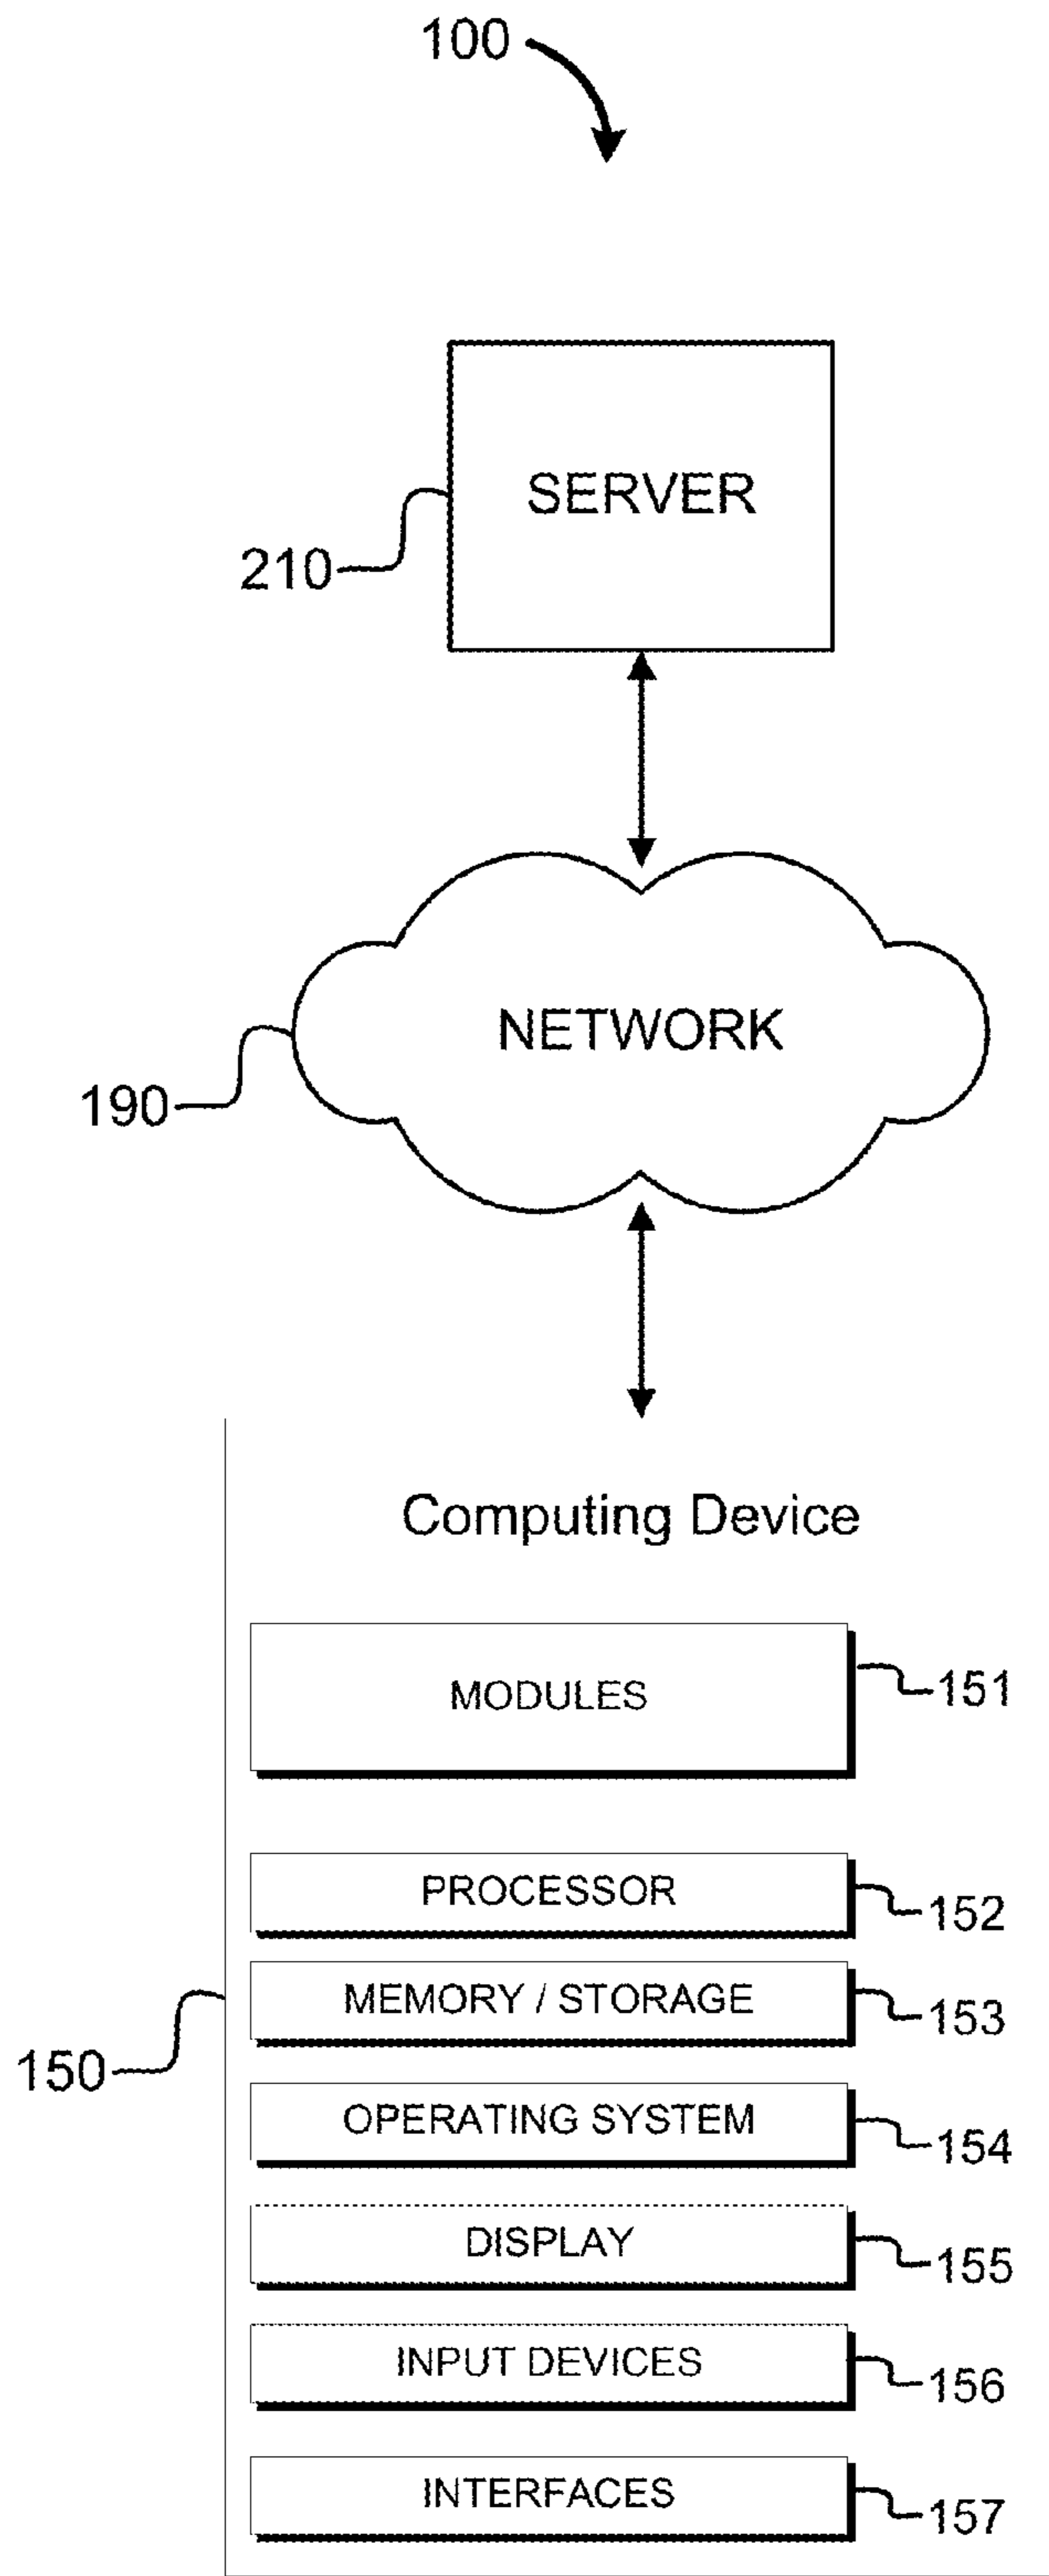 100
SERVER
210
NETWORK
190
Computing Device
MODULES
151
PROCESSOR
152
MEMORY / STORAGE
153
150
OPERATING SYSTEM
154
DISPLAY
155
INPUT DEVICES
156
INTERFACES
157